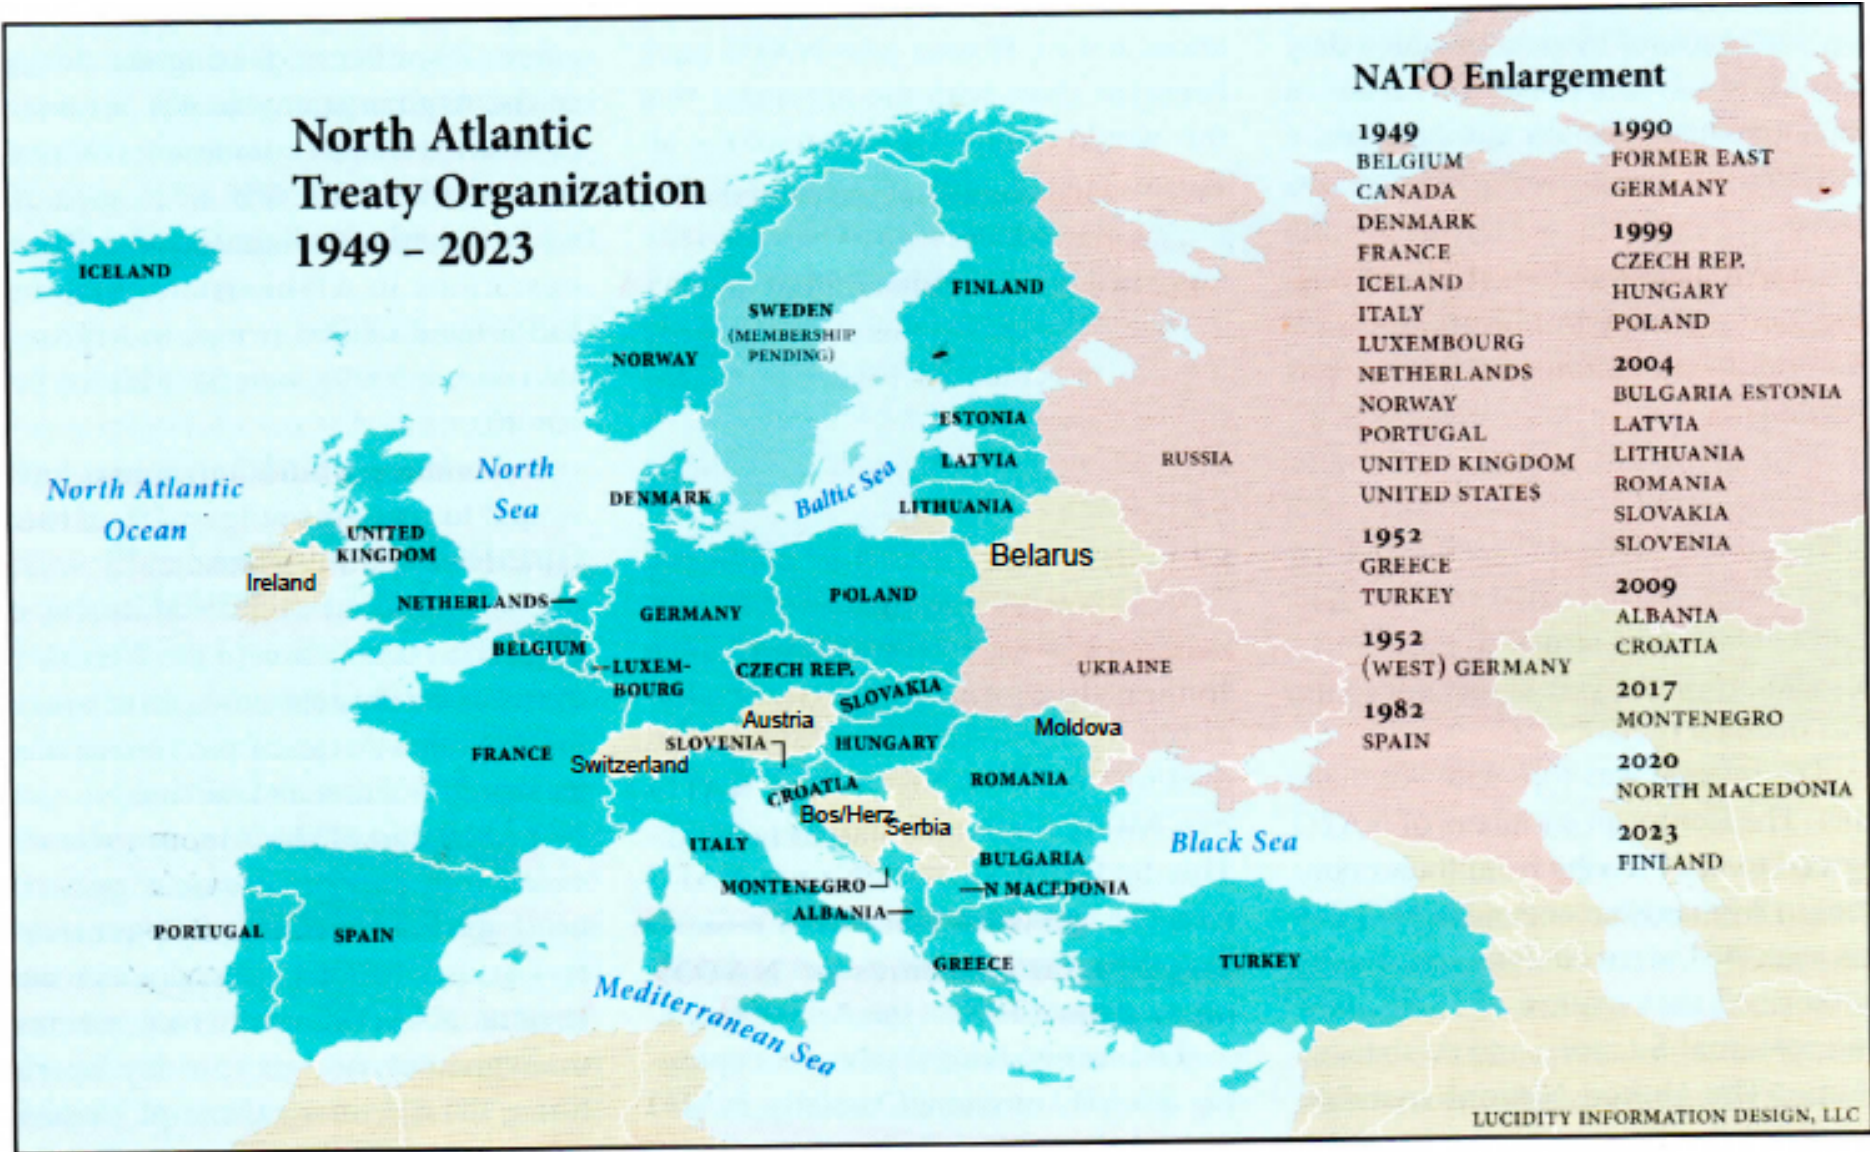 North Atlantic
Treaty Organization
1949 – 2023
NATO Enlargement
1949
BELGIUM
CANADA
DENMARK
FRANCE
ICELAND
ITALY
LUXEMBOURG
NETHERLANDS
NORWAY
PORTUGAL
UNITED KINGDOM
UNITED STATES
1952
GREECE
TURKEY
1952
(WEST) GERMANY
1982
SPAIN
1990
FORMER EAST
GERMANY
1999
CZECH REP.
HUNGARY
POLAND
2004
BULGARIA ESTONIA
LATVIA
LITHUANIA
ROMANIA
SLOVAKIA
SLOVENIA
2009
ALBANIA
CROATIA
2017
MONTENEGRO
2020
NORTH MACEDONIA
2023
FINLAND
ICELAND
SWEDEN
(MEMBERSHIP
PENDING)
FINLAND
NORWAY
ESTONIA
LATVIA
LITHUANIA
RUSSIA
North
Sea
North Atlantic
Ocean
Baltic Sea
DENMARK
UNITED
KINGDOM
Ireland
Belarus
NETHERLANDS
GERMANY
POLAND
BELGIUM
LUXEM-
BOURG
CZECH REP.
SLOVAKIA
UKRAINE
Austria
Moldova
SLOVENIA
HUNGARY
FRANCE
Switzerland
CROATIA
ROMANIA
Bos/Herz
Serbia
ITALY
Black Sea
BULGARIA
MONTENEGRO
N MACEDONIA
ALBANIA
PORTUGAL
SPAIN
GREECE
TURKEY
Mediterranean Sea
LUCIDITY INFORMATION DESIGN, LLC